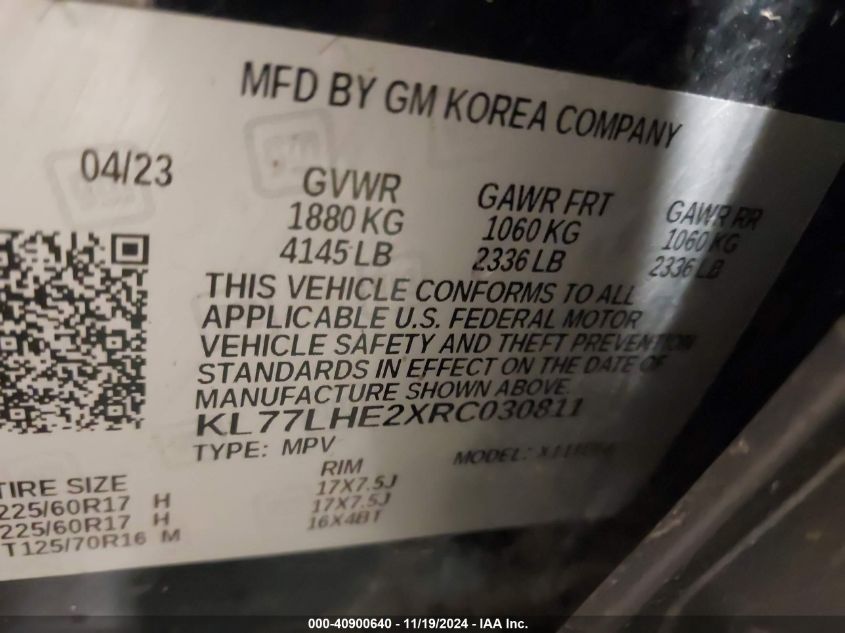 MFD BY GM KOREA COMPANY
04/23
GVWR GAWR FRT GAWR RR
1880 KG 1060 KG 1060 KG
4145 LB 2336 LB 2336 LB
THIS VEHICLE CONFORMS TO ALL
APPLICABLE U.S. FEDERAL MOTOR
VEHICLE SAFETY AND THEFT PREVENTION
STANDARDS IN EFFECT ON THE DATE OF
MANUFACTURE SHOWN ABOVE.
KL77LHE2XRC030811
TYPE: MPV MODEL:
TIRE SIZE RIM
225/60R17 H 17X7.5J
225/60R17 H 17X7.5J
T125/70R16 M 16X4BT
000-40900640 - 11/19/2024 - IAA Inc.